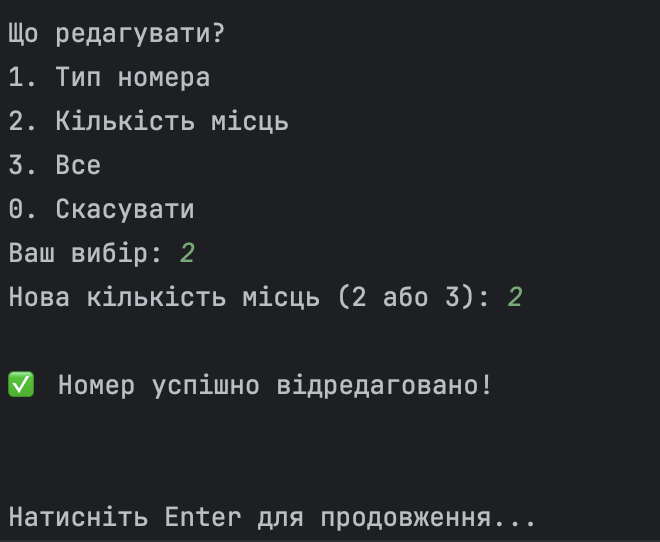 Що редагувати?
1. Тип номера
2. Кількість місць
3. Все
0. Скасувати
Ваш вибір: 2
Нова кількість місць (2 або 3): 2
✅ Номер успішно відредаговано!
Натисніть Enter для продовження...